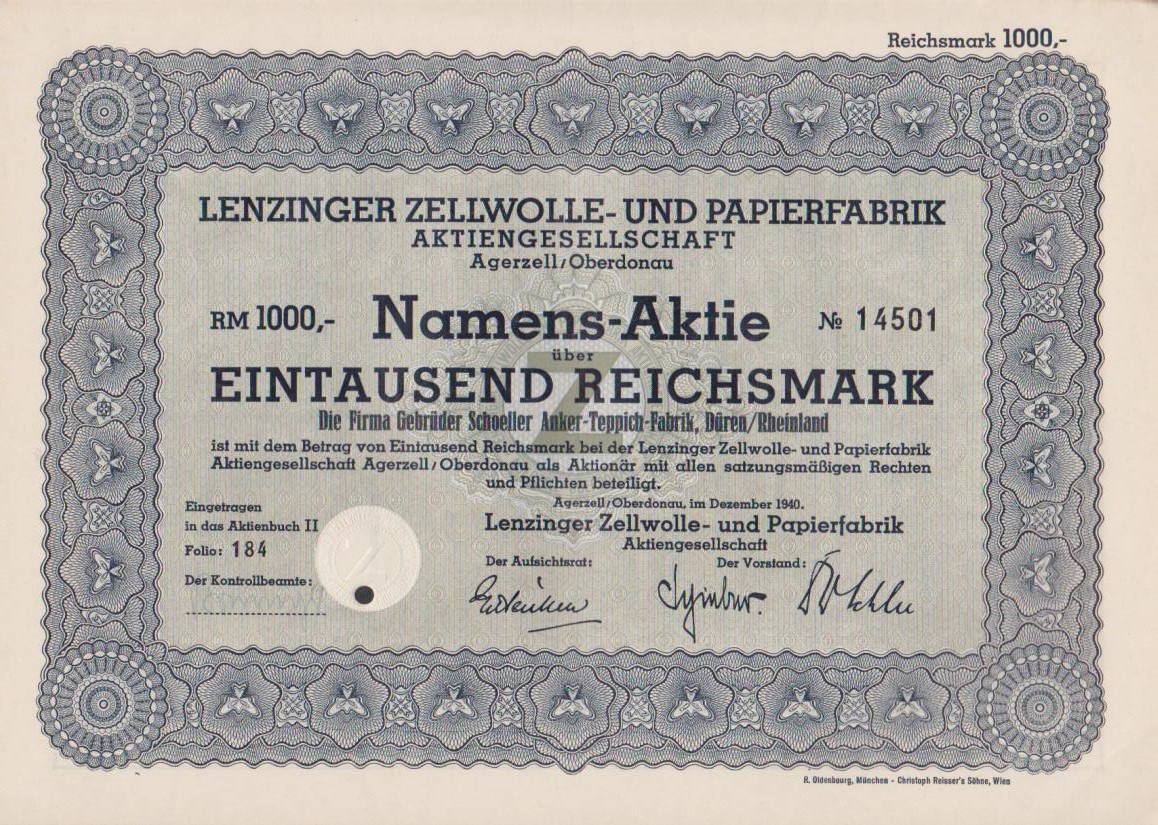 Reichsmark 1000,-
LENZINGER ZELLWOLLE- UND PAPIERFABRIK
AKTIENGESELLSCHAFT
Agerzell/Oberdonau
RM 1000,- Namens-Aktie № 14501
über
EINTAUSEND REICHSMARK
Die Firma Gebrüder Schoeller Anker-Teppich-Fabrik, Düren/Rheinland
ist mit dem Betrag von Eintausend Reichsmark bei der Lenzinger Zellwolle- und Papierfabrik
Aktiengesellschaft Agerzell/Oberdonau als Aktionär mit allen satzungsmäßigen Rechten
und Pflichten beteiligt.
Eingetragen
in das Aktienbuch II
Folio: 184
Der Kontrollbeamte:
Agerzell/Oberdonau, im Dezember 1940.
Lenzinger Zellwolle- und Papierfabrik
Aktiengesellschaft
Der Aufsichtsrat: Der Vorstand:
R. Oldenbourg, München - Christoph Reisser's Söhne, Wien